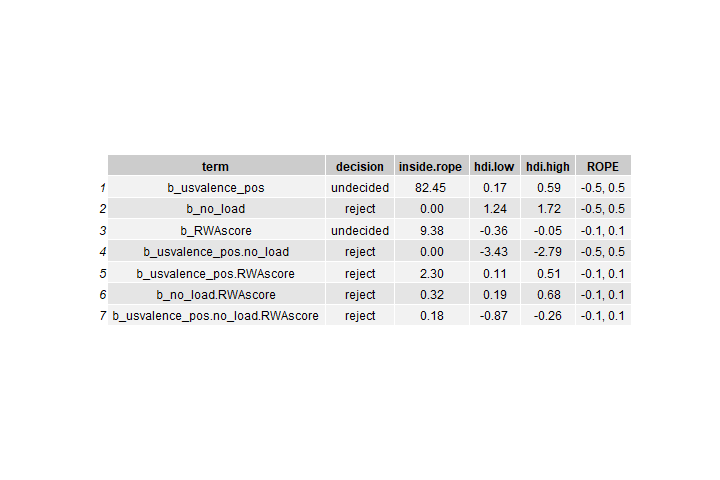 term decision inside.rope hdi.low hdi.high ROPE
1 b_usvalence_pos undecided 82.45 0.17 0.59 -0.5, 0.5
2 b_no_load reject 0.00 1.24 1.72 -0.5, 0.5
3 b_RWAscore undecided 9.38 -0.36 -0.05 -0.1, 0.1
4 b_usvalence_pos.no_load reject 0.00 -3.43 -2.79 -0.5, 0.5
5 b_usvalence_pos.RWAscore reject 2.30 0.11 0.51 -0.1, 0.1
6 b_no_load.RWAscore reject 0.32 0.19 0.68 -0.1, 0.1
7 b_usvalence_pos.no_load.RWAscore reject 0.18 -0.87 -0.26 -0.1, 0.1